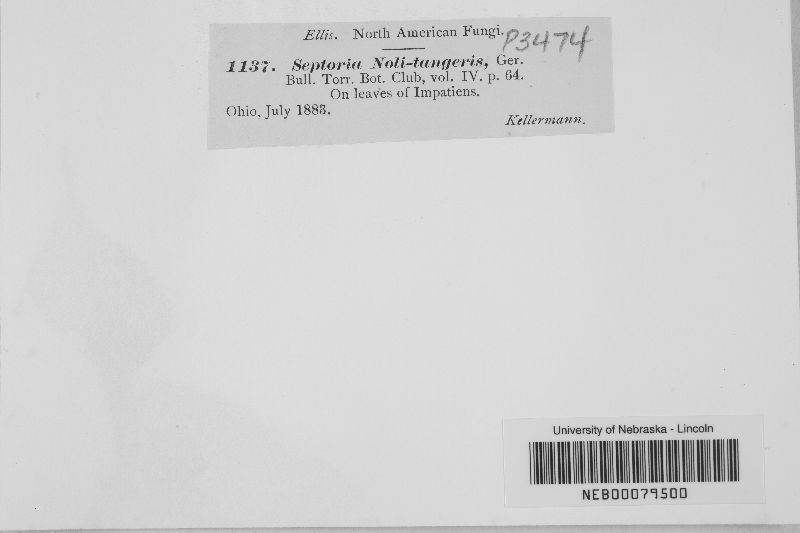 Ellis. North American Fungi. P3474
1137. Septoria Noli-tangeris, Ger.
Bull. Torr. Bot. Club, vol. IV. p. 64.
On leaves of Impatiens.
Ohio, July 1883.
Kellermann.
University of Nebraska - Lincoln
NEB00079500